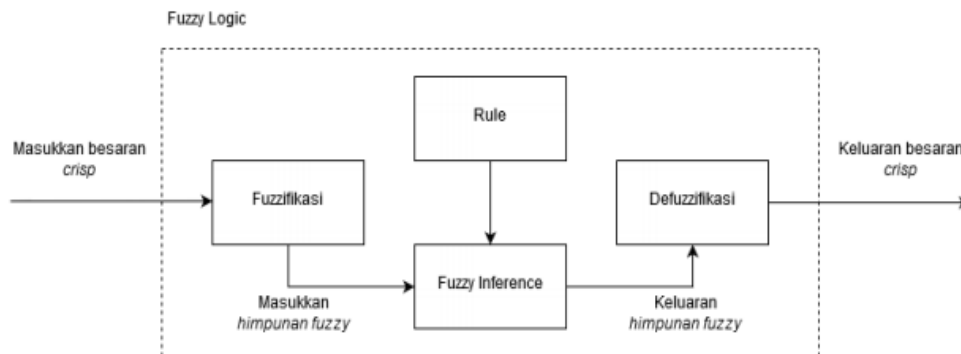 Fuzzy Logic
Rule
Masukkan besaran
crisp
Fuzzifikasi
Defuzzifikasi
Keluaran besaran
crisp
Fuzzy Inference
Masukkan
himpunan fuzzy
Keluaran
himpunan fuzzy